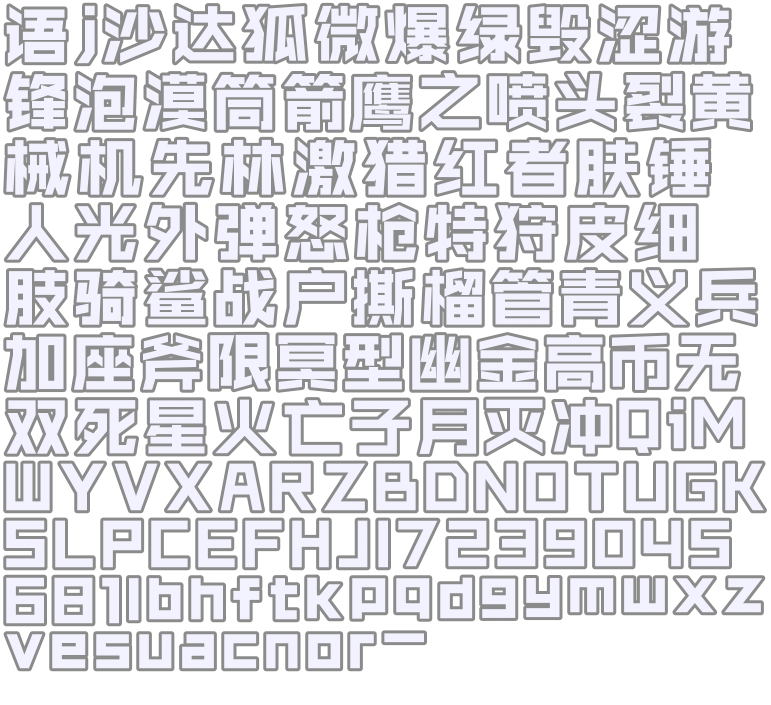 语j沙达狐微爆绿毁涩游
锋泡漠筒箭鹰之喷头裂黄
械机先林激猎红者肤锤
人光外弹怒枪特狩皮细
肢骑鲨战户撕榴管青义兵
加座斧限冥型幽金高币无
双死星火亡子月灭冲QiM
WYVXARZBDNOTUGK
SLPCEFHJI7239045
681lbhftkpqdgymwxz
vesuacnor一